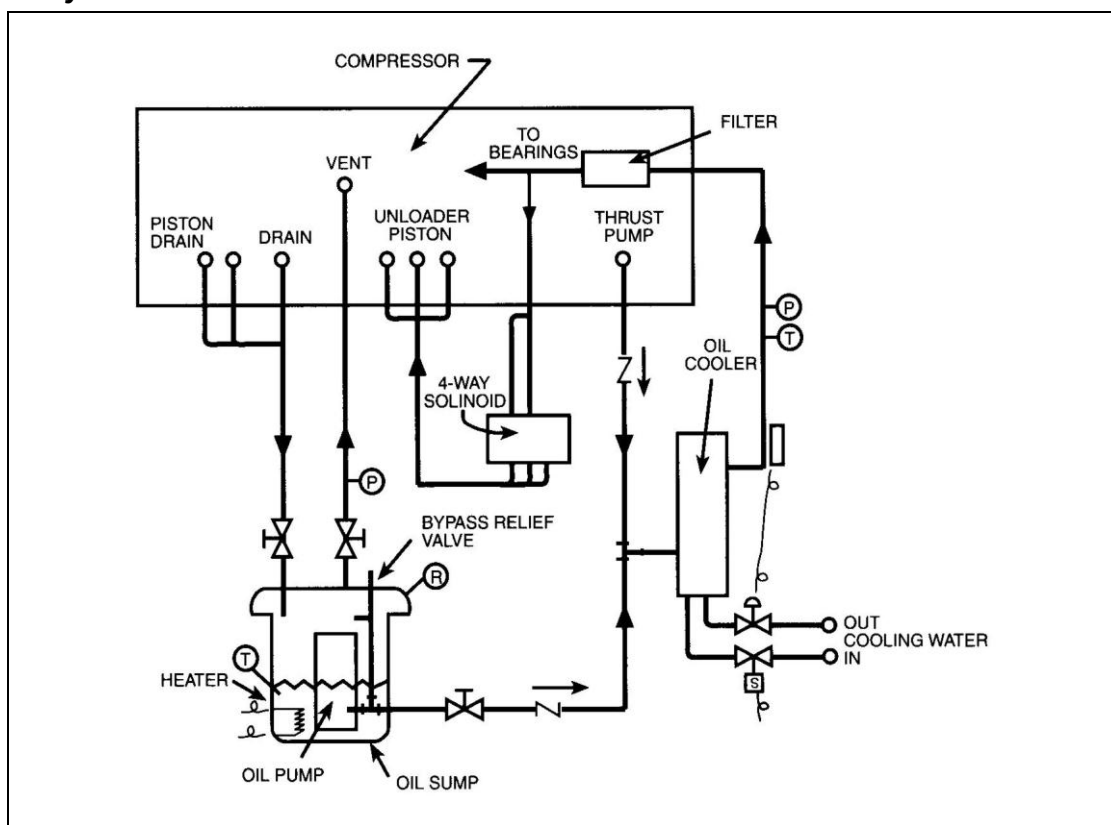 COMPRESSOR
FILTER
TO
BEARINGS
VENT
PISTON
DRAIN
DRAIN
UNLOADER
PISTON
THRUST
PUMP
P
T
OIL
COOLER
4-WAY
SOLINOID
P
BYPASS RELIEF
VALVE
R
OUT
COOLING WATER
IN
T
HEATER
S
OIL PUMP
OIL SUMP